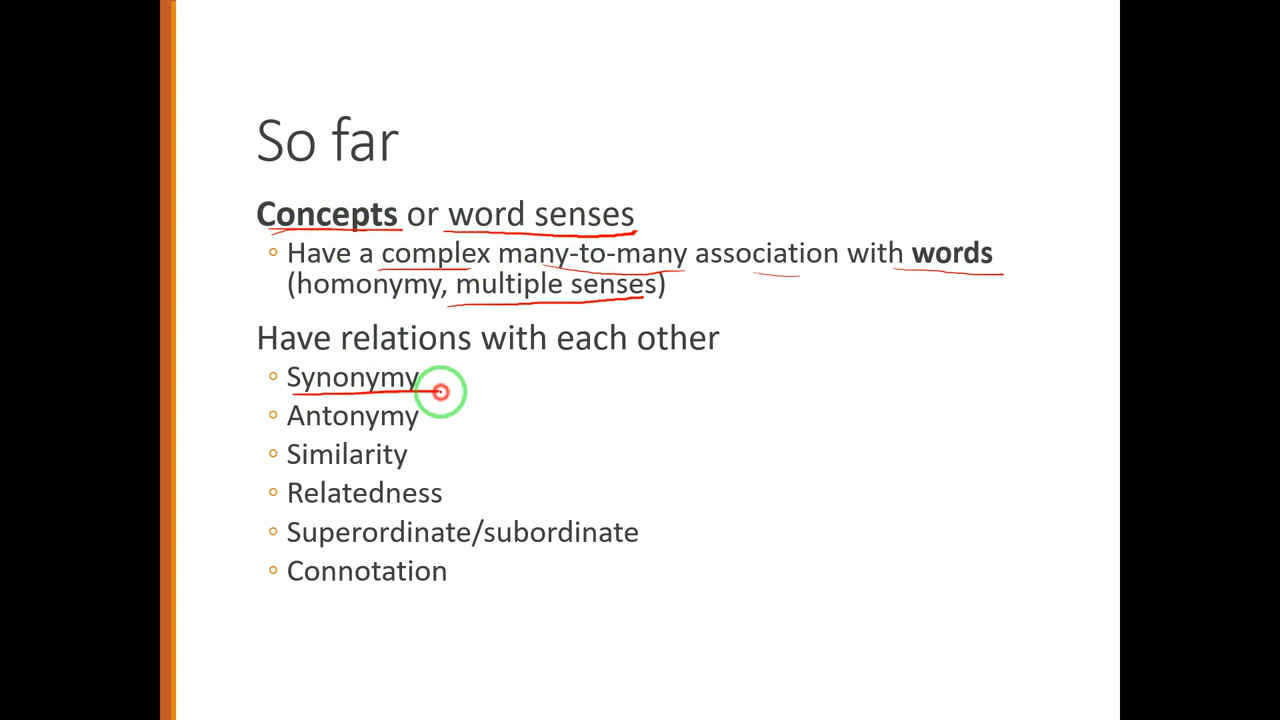 So far
Concepts or word senses
◦ Have a complex many-to-many association with words
(homonymy, multiple senses)
Have relations with each other
◦ Synonymy
◦ Antonymy
◦ Similarity
◦ Relatedness
◦ Superordinate/subordinate
◦ Connotation